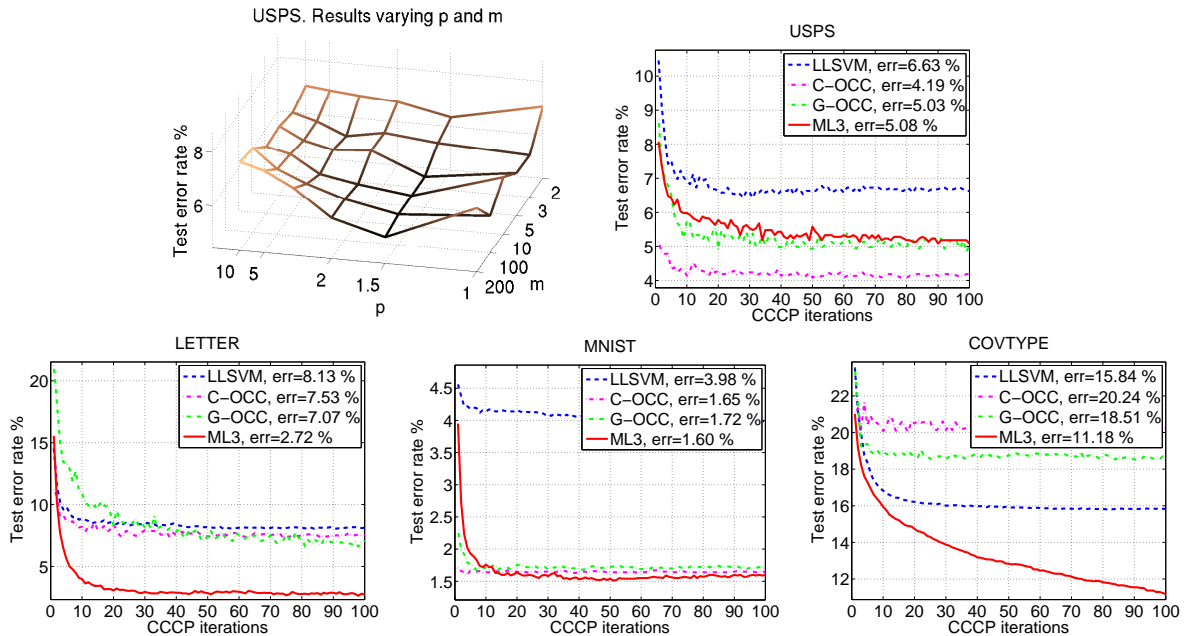 USPS. Results varying p and m
Test error rate %
8
6
10
5
2
1.5
1
p
2
3
5
10
100
200
m
USPS
LLSVM, err=6.63 %
C-OCC, err=4.19 %
G-OCC, err=5.03 %
ML3, err=5.08 %
Test error rate %
10
9
8
7
6
5
4
0 10 20 30 40 50 60 70 80 90 100
CCCP iterations
LETTER
LLSVM, err=8.13 %
C-OCC, err=7.53 %
G-OCC, err=7.07 %
ML3, err=2.72 %
Test error rate %
20
15
10
5
0 10 20 30 40 50 60 70 80 90 100
CCCP iterations
MNIST
LLSVM, err=3.98 %
C-OCC, err=1.65 %
G-OCC, err=1.72 %
ML3, err=1.60 %
Test error rate %
4.5
4
3.5
3
2.5
2
1.5
0 10 20 30 40 50 60 70 80 90 100
CCCP iterations
COVTYPE
LLSVM, err=15.84 %
C-OCC, err=20.24 %
G-OCC, err=18.51 %
ML3, err=11.18 %
Test error rate %
22
20
18
16
14
12
0 10 20 30 40 50 60 70 80 90 100
CCCP iterations